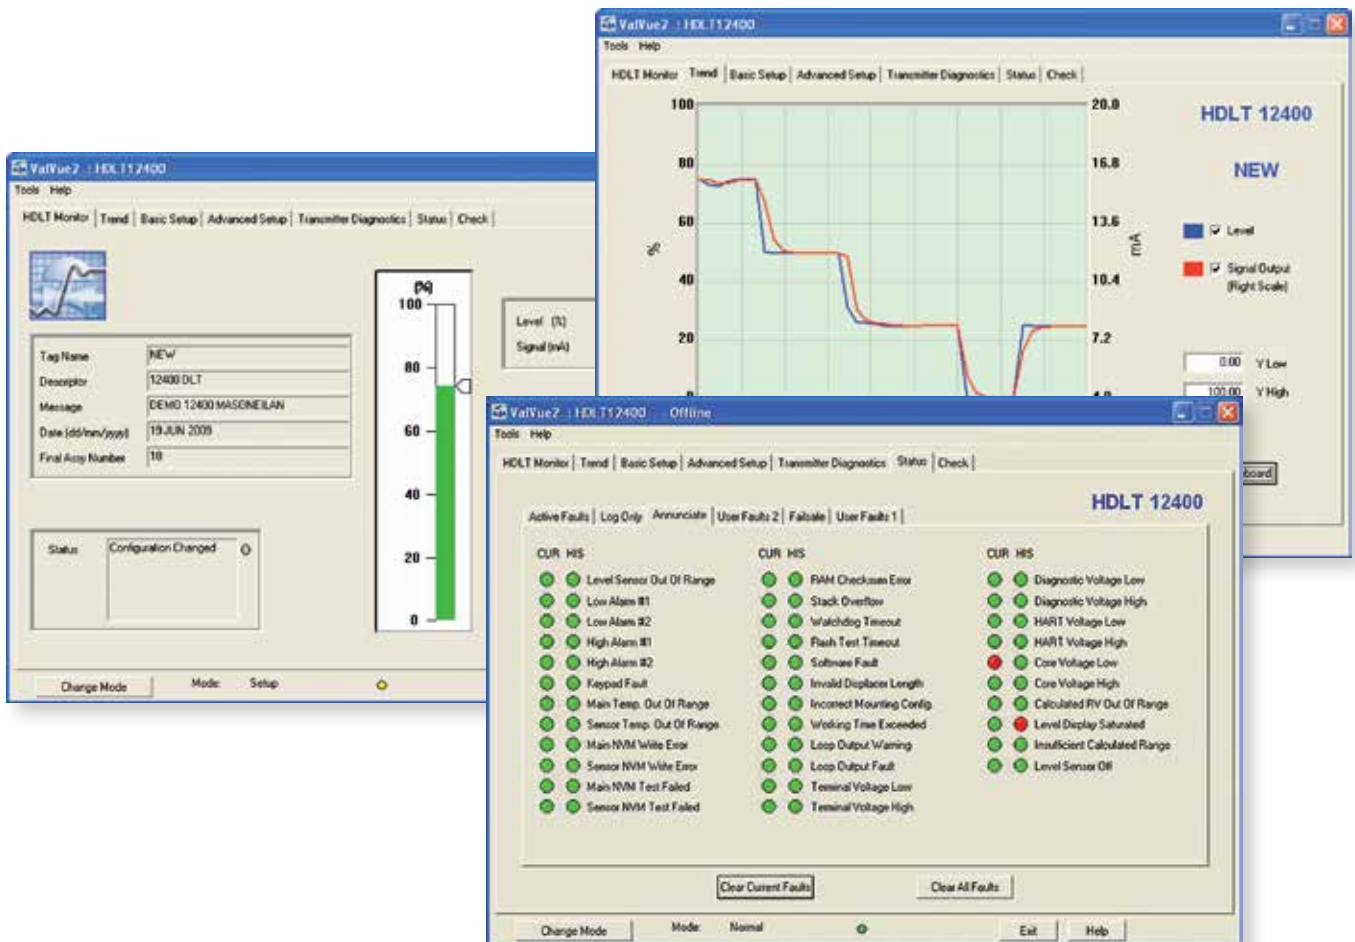 ValVue2 : HDLT12400
Tools Help
HDLT Monitor Trend Basic Setup Advanced Setup Transmitter Diagnostics Status Check
100 20.0
80 16.8
60 13.6
40 10.4
20 7.2
% mA
HDLT 12400
NEW
Level
Signal Output
(Right Scale)
0.00 Y Low
100.00 Y High
board
ValVue2 : HDLT12400
Tools Help
HDLT Monitor Trend Basic Setup Advanced Setup Transmitter Diagnostics Status Check
Tag Name NEW
Descriptor 12400 DLT
Message DEMO 12400 MASONEILAN
Date (dd/mm/yyyy) 19 JUN 2009
Final Assy Number 18
Status Configuration Changed
(%)
100
80
60
40
20
0
Level (%)
Signal (mA)
Change Mode Mode: Setup
ValVue2 : HDLT12400 Offline
Tools Help
HDLT Monitor Trend Basic Setup Advanced Setup Transmitter Diagnostics Status Check
HDLT 12400
Active Faults Log Only Annunciate User Faults 2 Failsafe User Faults 1
CUR HIS
Level Sensor Out Of Range
Low Alarm #1
Low Alarm #2
High Alarm #1
High Alarm #2
Keypad Fault
Main Temp. Out Of Range
Sensor Temp. Out Of Range
Main NVM Write Error
Sensor NVM Write Error
Main NVM Test Failed
Sensor NVM Test Failed
CUR HIS
RAM Checksum Error
Stack Overflow
Watchdog Timeout
Flash Test Timeout
Software Fault
Invalid Displacer Length
Incorrect Mounting Config.
Working Time Exceeded
Loop Output Warning
Loop Output Fault
Terminal Voltage Low
Terminal Voltage High
CUR HIS
Diagnostic Voltage Low
Diagnostic Voltage High
HART Voltage Low
HART Voltage High
Core Voltage Low
Core Voltage High
Calculated RV Out Of Range
Level Display Saturated
Insufficient Calculated Range
Level Sensor Off
Clear Current Faults Clear All Faults
Change Mode Mode: Normal Exit Help